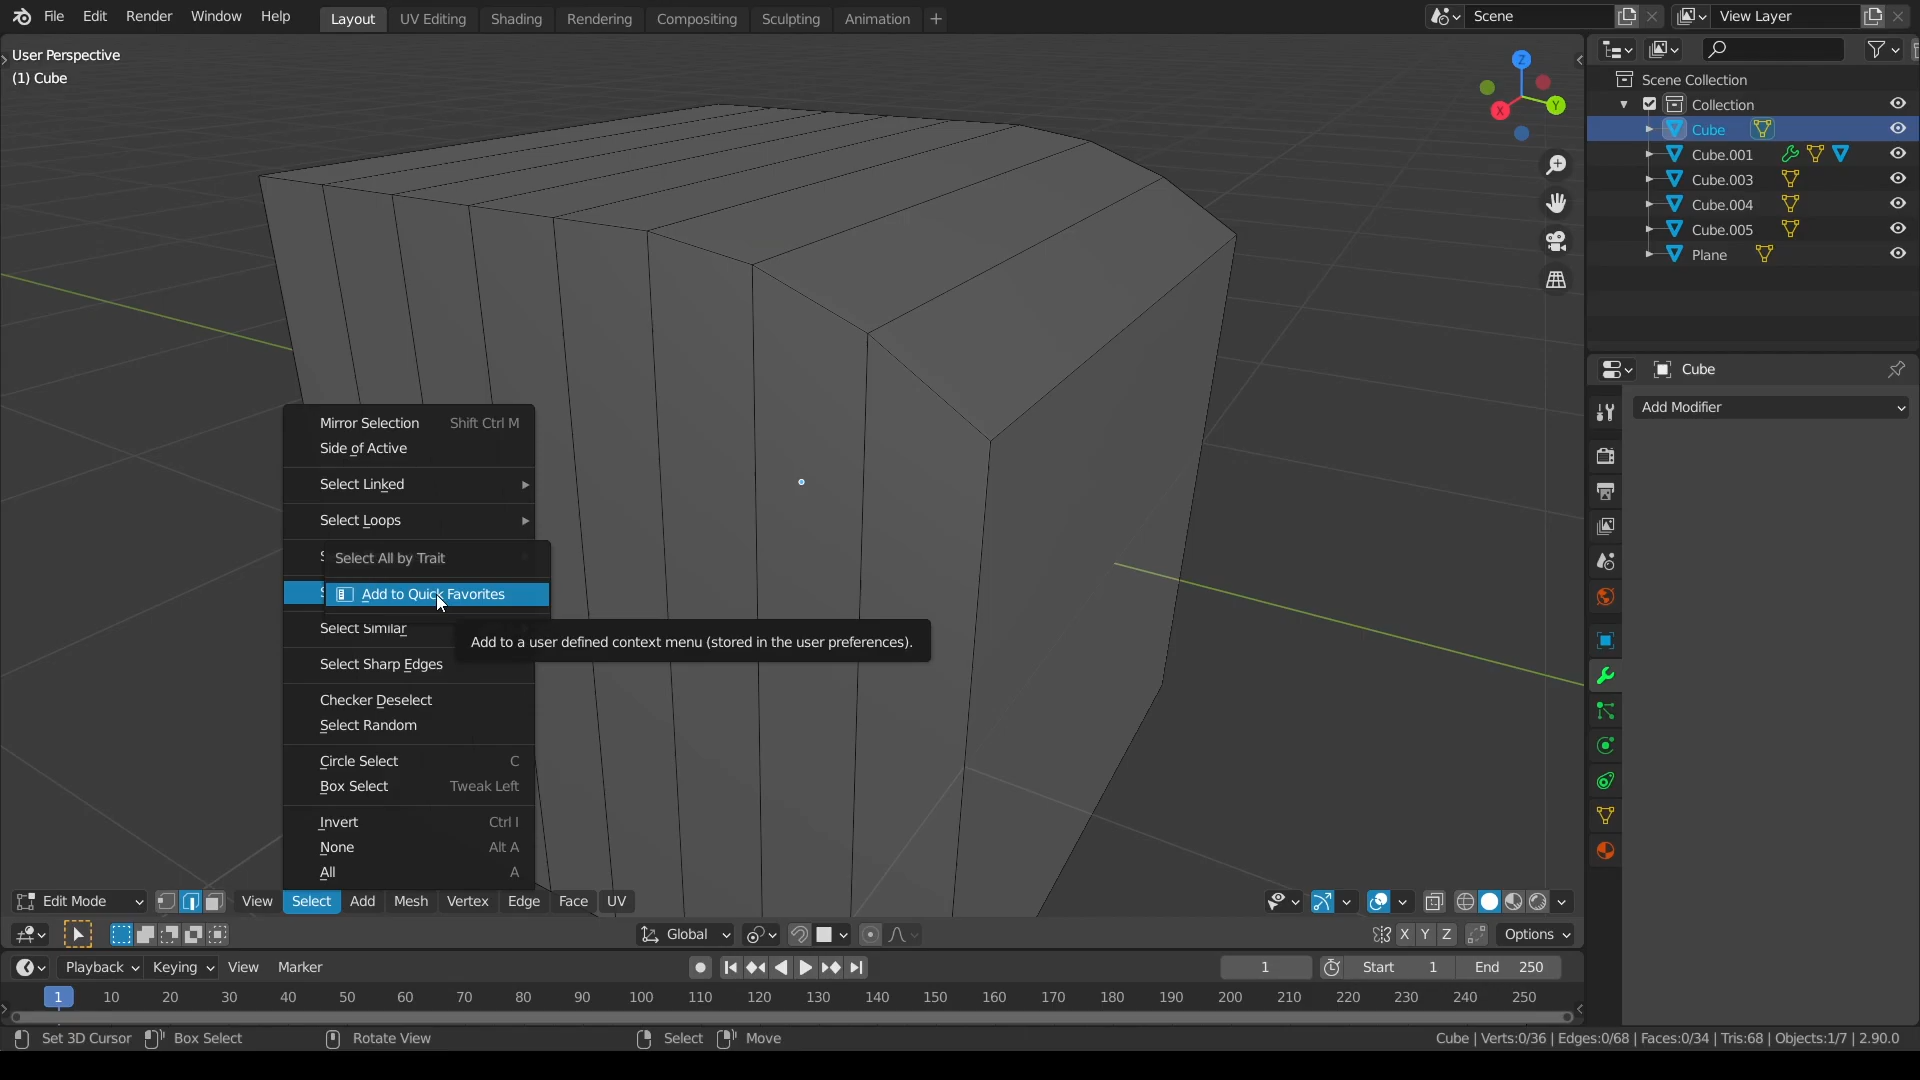 File Edit Render Window Help
Layout UV Editing Shading Rendering Compositing Sculpting Animation +
Scene
View Layer
User Perspective
(1) Cube
Z
Y
X
Scene Collection
Collection
Cube
Cube.001
Cube.003
Cube.004
Cube.005
Plane
Cube
Add Modifier
Mirror Selection Shift Ctrl M
Side of Active
Select Linked
Select Loops
Select All by Trait
Add to Quick Favorites
Add to a user defined context menu (stored in the user preferences).
Select Similar
Select Sharp Edges
Checker Deselect
Select Random
Circle Select C
Box Select Tweak Left
Invert Ctrl I
None Alt A
All A
Edit Mode View Select Add Mesh Vertex Edge Face UV
Global X Y Z Options
Playback Keying View Marker 1 Start 1 End 250
1 10 20 30 40 50 60 70 80 90 100 110 120 130 140 150 160 170 180 190 200 210 220 230 240 250
Set 3D Cursor Box Select Rotate View Select Move Cube | Verts:0/36 | Edges:0/68 | Faces:0/34 | Tris:68 | Objects:1/7 | 2.90.0